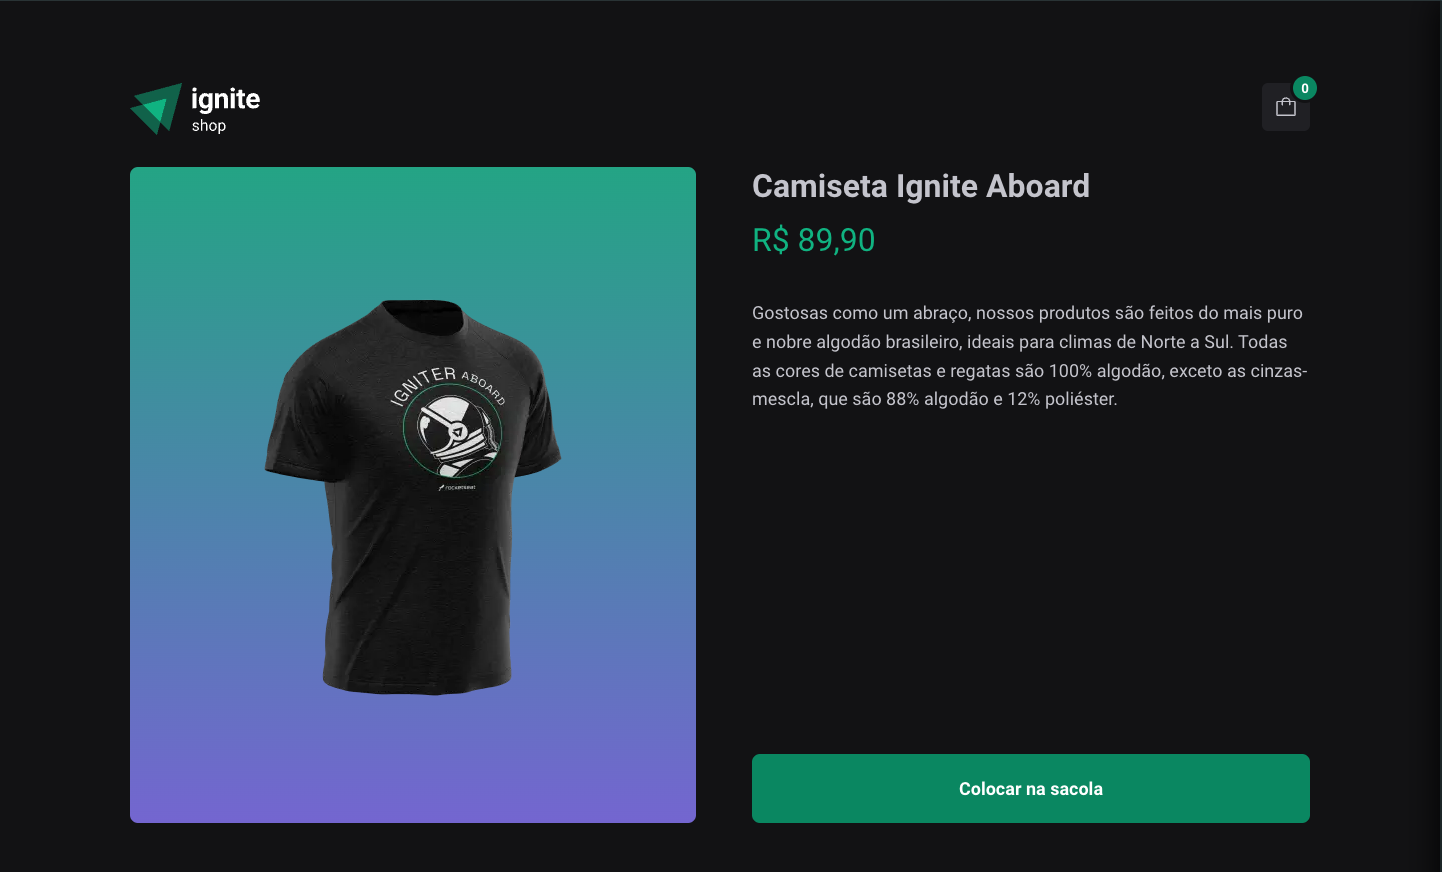 ignite
shop
0
Camiseta Ignite Aboard
R$ 89,90
IGNITER ABOARD
rocketseat
Gostosas como um abraço, nossos produtos são feitos do mais puro
e nobre algodão brasileiro, ideais para climas de Norte a Sul. Todas
as cores de camisetas e regatas são 100% algodão, exceto as cinzas-
mescla, que são 88% algodão e 12% poliéster.
Colocar na sacola